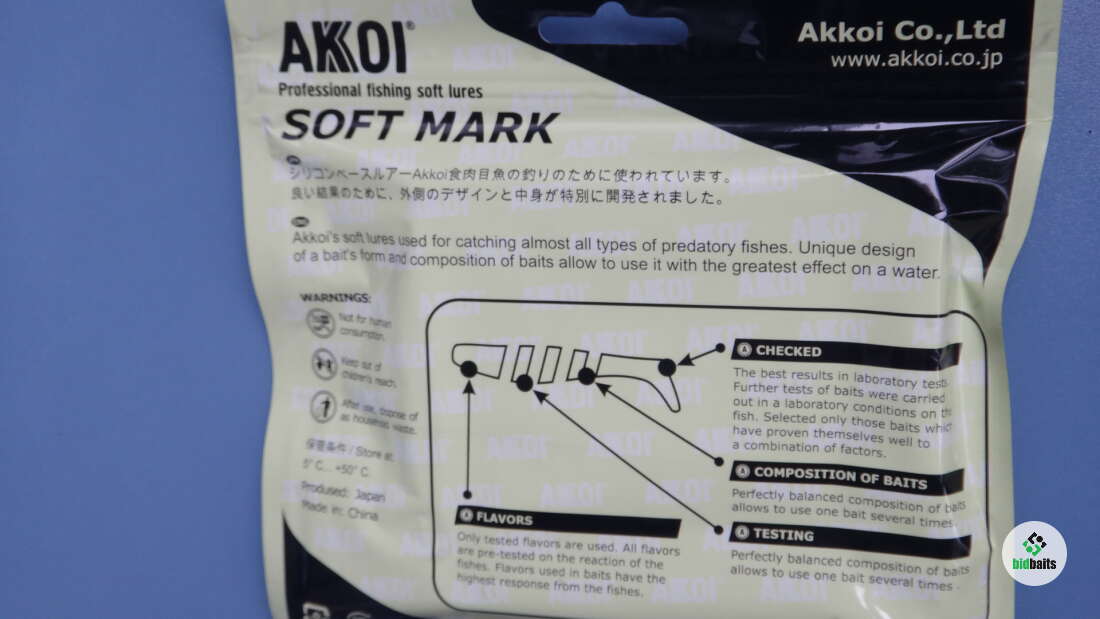 AKKOI®
Professional fishing soft lures
SOFT MARK
Akkoi Co.,Ltd
www.akkoi.co.jp
シリコンベースルアーAkkoi食肉目魚の釣りのために使われています。
良い結果のために、外側のデザインと中身が特別に開発されました。
Akkoi's soft lures used for catching almost all types of predatory fishes. Unique design
of a bait's form and composition of baits allow to use it with the greatest effect on a water.
WARNINGS:
Not for human
consumption.
Keep out of
children's reach.
After use, dispose of
as household waste.
保管条件 / Store at:
5° C... +50° C.
Prodused: Japan
Made in: China
CHECKED
The best results in laboratory tests.
Further tests of baits were carried
out in a laboratory conditions on the
fish. Selected only those baits which
have proven themselves well to
a combination of factors.
COMPOSITION OF BAITS
Perfectly balanced composition of baits
allows to use one bait several times.
TESTING
Perfectly balanced composition of baits
allows to use one bait several times.
FLAVORS
Only tested flavors are used. All flavors
are pre-tested on the reaction of the
fishes. Flavors used in baits have the
highest response from the fishes.
bidbaits